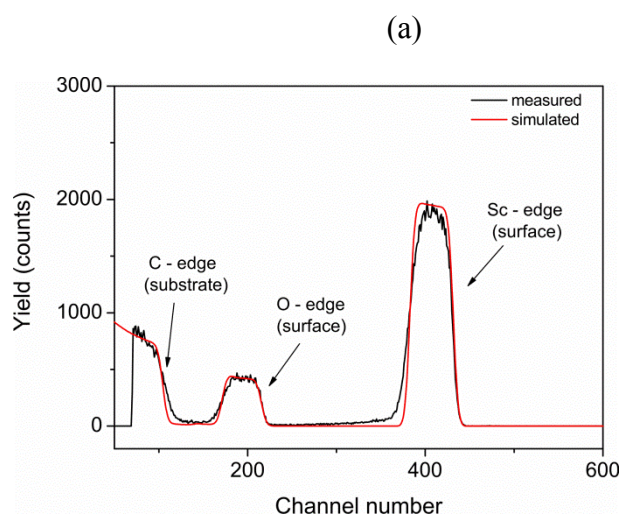 (a)
3000
measured
simulated
2000
Sc - edge
(surface)
C - edge
(substrate)
O - edge
(surface)
1000
0
Yield (counts)
200
400
600
Channel number